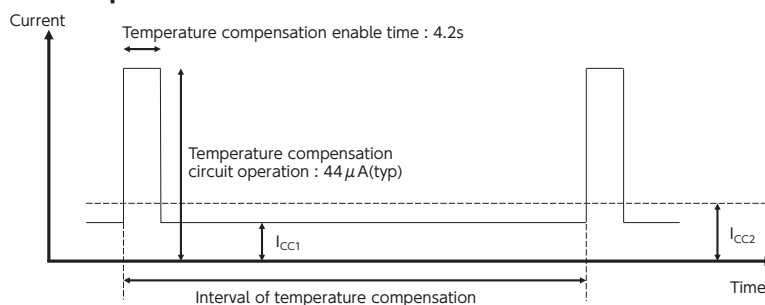 Current
Temperature compensation enable time : 4.2s
Temperature compensation
circuit operation : 44μA(typ)
ICC1
ICC2
Time
Interval of temperature compensation